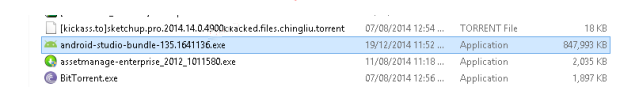 [kickass.to]sketchup.pro.2014.14.0.4900.cracked.files.chingliu.torrent 07/08/2014 12:54 ... TORRENT File 18 KB
android-studio-bundle-135.1641136.exe 19/12/2014 11:52 ... Application 847,993 KB
assetmanage-enterprise_2012_1011580.exe 11/08/2014 11:18 ... Application 2,035 KB
BitTorrent.exe 07/08/2014 12:56 ... Application 1,897 KB